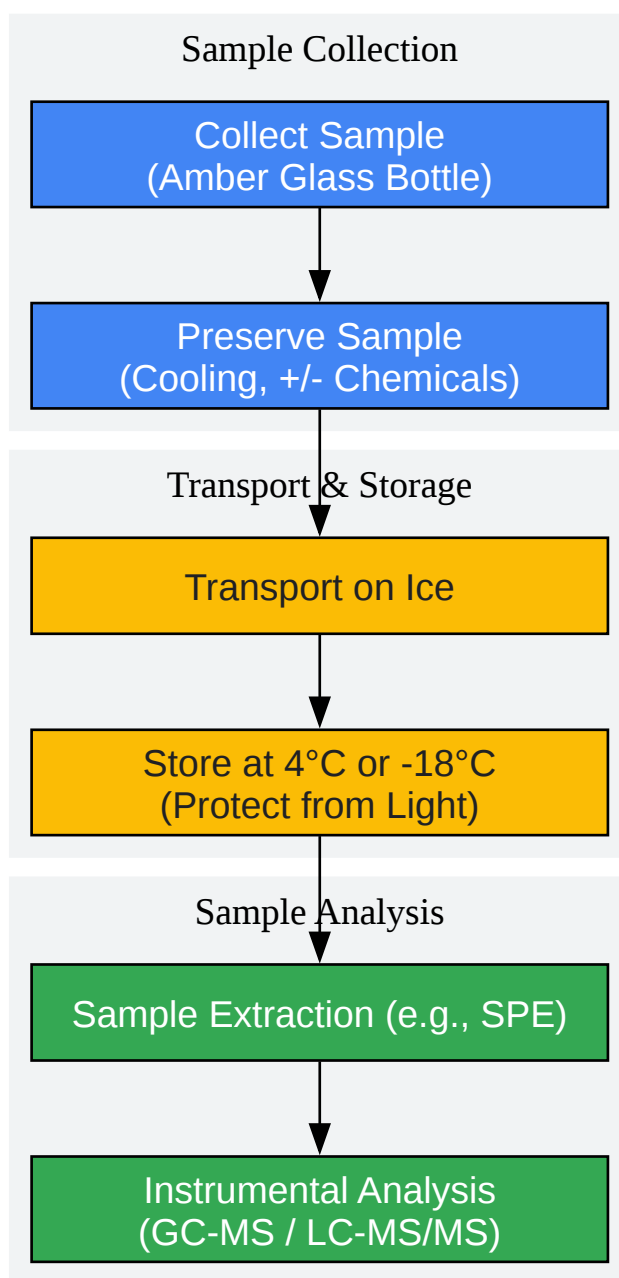 Sample Collection
Collect Sample
(Amber Glass Bottle)
Preserve Sample
(Cooling, +/- Chemicals)
Transport & Storage
Transport on Ice
Store at 4°C or -18°C
(Protect from Light)
Sample Analysis
Sample Extraction (e.g., SPE)
Instrumental Analysis
(GC-MS / LC-MS/MS)